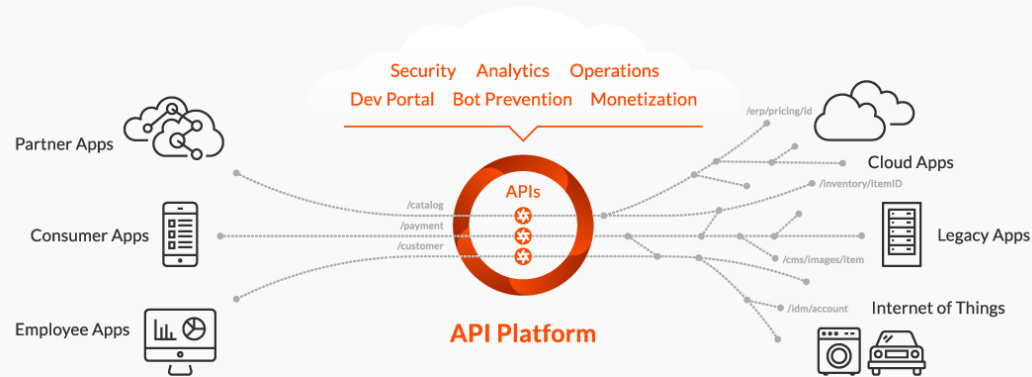 Security Analytics Operations
Dev Portal Bot Prevention Monetization
/erp/pricing/id
Partner Apps
Cloud Apps
/inventory/itemID
APIs
/catalog
/payment
/customer
Consumer Apps
Legacy Apps
/cms/images/item
/idm/account
Internet of Things
Employee Apps
API Platform